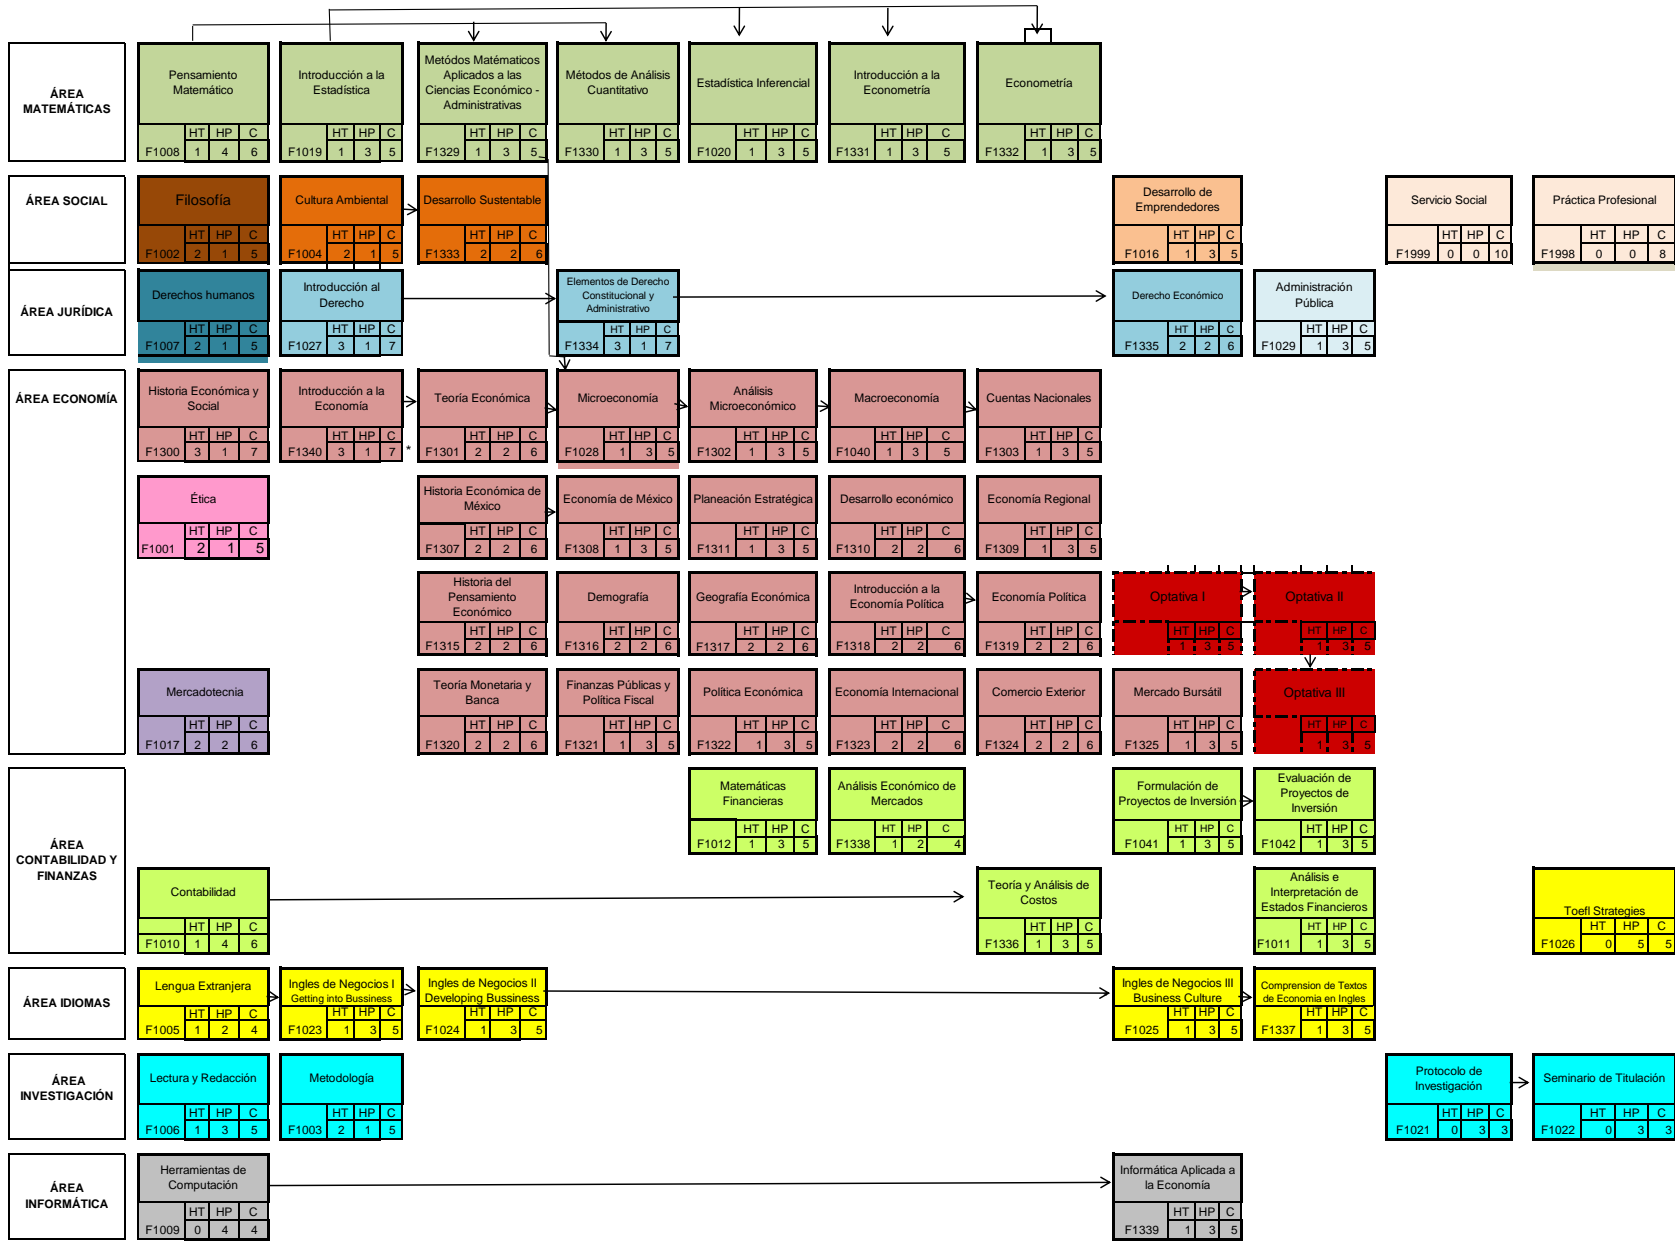 ÁREA
MATEMÁTICAS
Pensamiento
Matemático
HT HP C
F1008 1 4 6
Introducción a la
Estadística
HT HP C
F1019 1 3 5
Metódos Matématicos
Aplicados a las
Ciencias Económico -
Administrativas
HT HP C
F1329 1 3 5
Métodos de Análisis
Cuantitativo
HT HP C
F1330 1 3 5
Estadística Inferencial
HT HP C
F1020 1 3 5
Introducción a la
Econometría
HT HP C
F1331 1 3 5
Econometría
HT HP C
F1332 1 3 5
ÁREA SOCIAL
Filosofía
HT HP C
F1002 2 1 5
Cultura Ambiental
HT HP C
F1004 2 1 5
Desarrollo Sustentable
HT HP C
F1333 2 2 6
Desarrollo de
Emprendedores
HT HP C
F1016 1 3 5
Servicio Social
HT HP C
F1999 0 0 10
Práctica Profesional
HT HP C
F1998 0 0 8
ÁREA JURÍDICA
Derechos humanos
HT HP C
F1007 2 1 5
Introducción al
Derecho
HT HP C
F1027 3 1 7
Elementos de Derecho
Constitucional y
Administrativo
HT HP C
F1334 3 1 7
Derecho Económico
HT HP C
F1335 2 2 6
Administración
Pública
HT HP C
F1029 1 3 5
ÁREA ECONOMÍA
Historia Económica y
Social
HT HP C
F1300 3 1 7
Introducción a la
Economía
HT HP C
F1340 3 1 7 *
Teoría Económica
HT HP C
F1301 2 2 6
Microeconomía
HT HP C
F1028 1 3 5
Análisis
Microeconómico
HT HP C
F1302 1 3 5
Macroeconomía
HT HP C
F1040 1 3 5
Cuentas Nacionales
HT HP C
F1303 1 3 5
Ética
HT HP C
F1001 2 1 5
Historia Económica de
México
HT HP C
F1307 2 2 6
Economía de México
HT HP C
F1308 1 3 5
Planeación Estratégica
HT HP C
F1311 1 3 5
Desarrollo económico
HT HP C
F1310 2 2 6
Economía Regional
HT HP C
F1309 1 3 5
Historia del
Pensamiento
Económico
HT HP C
F1315 2 2 6
Demografía
HT HP C
F1316 2 2 6
Geografía Económica
HT HP C
F1317 2 2 6
Introducción a la
Economía Política
HT HP C
F1318 2 2 6
Economía Política
HT HP C
F1319 2 2 6
Optativa I
HT HP C
1 3 5
Optativa II
HT HP C
1 3 5
Mercadotecnia
HT HP C
F1017 2 2 6
Teoría Monetaria y
Banca
HT HP C
F1320 2 2 6
Finanzas Públicas y
Política Fiscal
HT HP C
F1321 1 3 5
Política Económica
HT HP C
F1322 1 3 5
Economía Internacional
HT HP C
F1323 2 2 6
Comercio Exterior
HT HP C
F1324 2 2 6
Mercado Bursátil
HT HP C
F1325 1 3 5
Optativa III
HT HP C
1 3 5
ÁREA
CONTABILIDAD Y
FINANZAS
Matemáticas
Financieras
HT HP C
F1012 1 3 5
Análisis Económico de
Mercados
HT HP C
F1338 1 2 4
Formulación de
Proyectos de Inversión
HT HP C
F1041 1 3 5
Evaluación de
Proyectos de
Inversión
HT HP C
F1042 1 3 5
Contabilidad
HT HP C
F1010 1 4 6
Teoría y Análisis de
Costos
HT HP C
F1336 1 3 5
Análisis e
Interpretación de
Estados Financieros
HT HP C
F1011 1 3 5
Toefl Strategies
HT HP C
F1026 0 5 5
ÁREA IDIOMAS
Lengua Extranjera
HT HP C
F1005 1 2 4
Ingles de Negocios I
Getting into Bussiness
HT HP C
F1023 1 3 5
Ingles de Negocios II
Developing Bussiness
HT HP C
F1024 1 3 5
Ingles de Negocios III
Business Culture
HT HP C
F1025 1 3 5
Comprension de Textos
de Economia en Ingles
HT HP C
F1337 1 3 5
ÁREA
INVESTIGACIÓN
Lectura y Redacción
HT HP C
F1006 1 3 5
Metodología
HT HP C
F1003 2 1 5
Protocolo de
Investigación
HT HP C
F1021 0 3 3
Seminario de Titulación
HT HP C
F1022 0 3 3
ÁREA
INFORMÁTICA
Herramientas de
Computación
HT HP C
F1009 0 4 4
Informática Aplicada a
la Economía
HT HP C
F1339 1 3 5